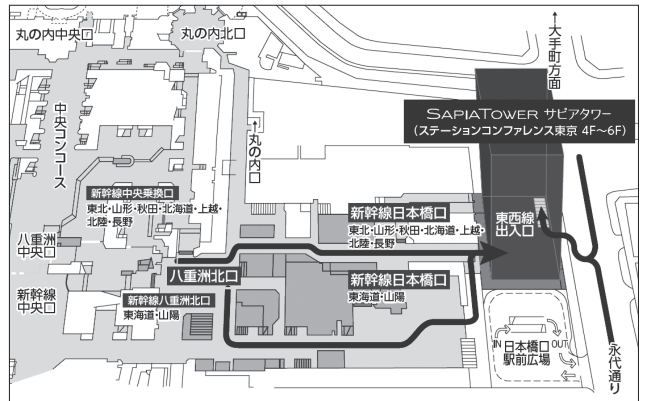 丸の内中央口
丸の内北口
↑大手町方面
SAPIATOWER サピアタワー
(ステーションコンファレンス東京 4F〜6F)
中央コンコース
↑丸の内口
新幹線中央乗換口
東北・山形・秋田・北海道・上越・
北陸・長野
新幹線日本橋口
東北・山形・秋田・北海道・上越・
北陸・長野
東西線
出入口
八重洲
中央口
八重洲北口
新幹線日本橋口
東海道・山陽
新幹線
中央口
新幹線八重洲北口
東海道・山陽
IN
OUT
日本橋口
駅前広場
永代通り